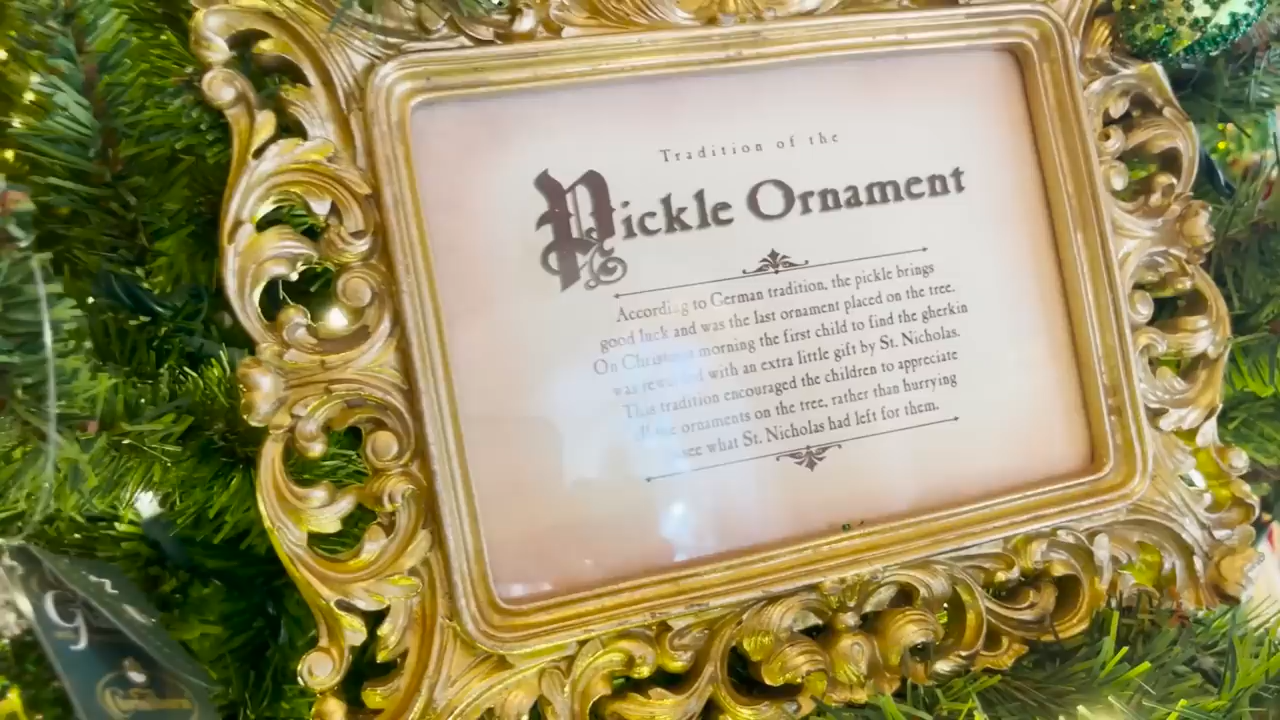 Tradition of the
Pickle Ornament
According to German tradition, the pickle brings
good luck and was the last ornament placed on the tree.
On Christmas morning the first child to find the gherkin
was rewarded with an extra little gift by St. Nicholas.
This tradition encouraged the children to appreciate
ornaments on the tree, rather than hurrying
see what St. Nicholas had left for them.